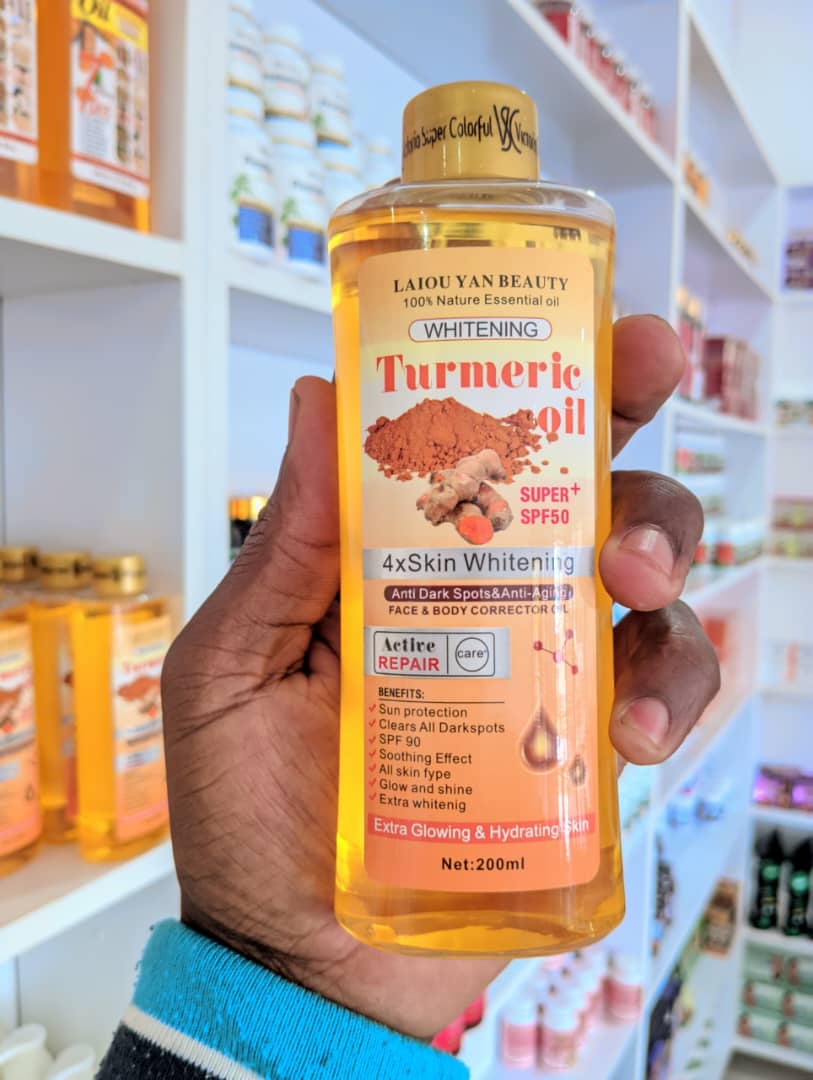 Super Colorful
LAIOU YAN BEAUTY
100% Nature Essential oil
WHITENING
Turmeric
oil
SUPER+
SPF50
4xSkin Whitening
Anti Dark Spots&Anti-Aging
FACE & BODY CORRECTOR OIL
Active
REPAIR
care
BENEFITS:
Sun protection
Clears All Darkspots
SPF 90
Soothing Effect
All skin fype
Glow and shine
Extra whitenig
Extra Glowing & Hydrating Skin
Net:200ml
Oil
Turmeric